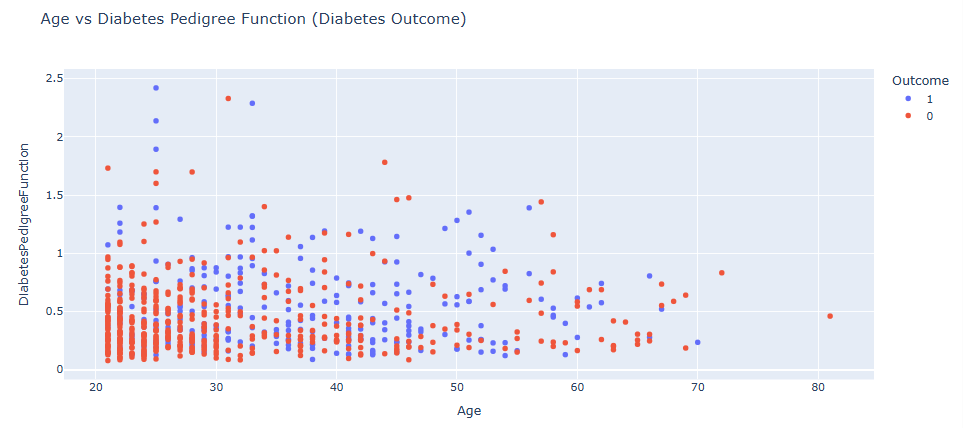 Age vs Diabetes Pedigree Function (Diabetes Outcome)
Outcome
1
0
2.5
2
1.5
1
0.5
0
DiabetesPedigreeFunction
20 30 40 50 60 70 80
Age